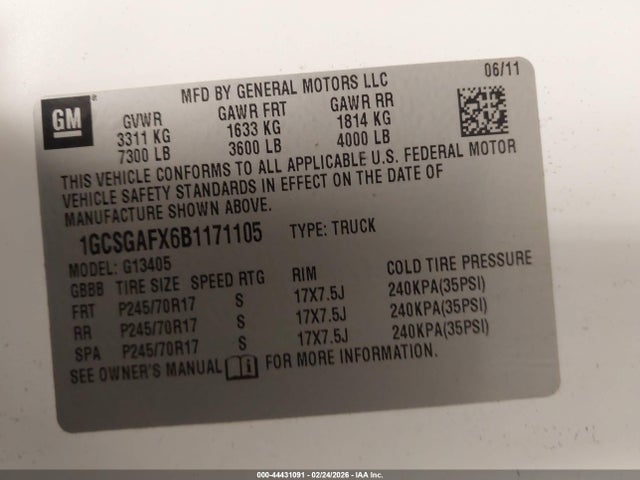 06/11
MFD BY GENERAL MOTORS LLC
GM
GVWR GAWR FRT GAWR RR
3311 KG 1633 KG 1814 KG
7300 LB 3600 LB 4000 LB
THIS VEHICLE CONFORMS TO ALL APPLICABLE U.S. FEDERAL MOTOR
VEHICLE SAFETY STANDARDS IN EFFECT ON THE DATE OF
MANUFACTURE SHOWN ABOVE.
1GCSGAFX6B1171105 TYPE: TRUCK
MODEL: G13405
GBBB TIRE SIZE SPEED RTG RIM COLD TIRE PRESSURE
FRT P245/70R17 S 17X7.5J 240KPA(35PSI)
RR P245/70R17 S 17X7.5J 240KPA(35PSI)
SPA P245/70R17 S 17X7.5J 240KPA(35PSI)
SEE OWNER'S MANUAL FOR MORE INFORMATION.
000-44431091 - 02/24/2026 - IAA Inc.